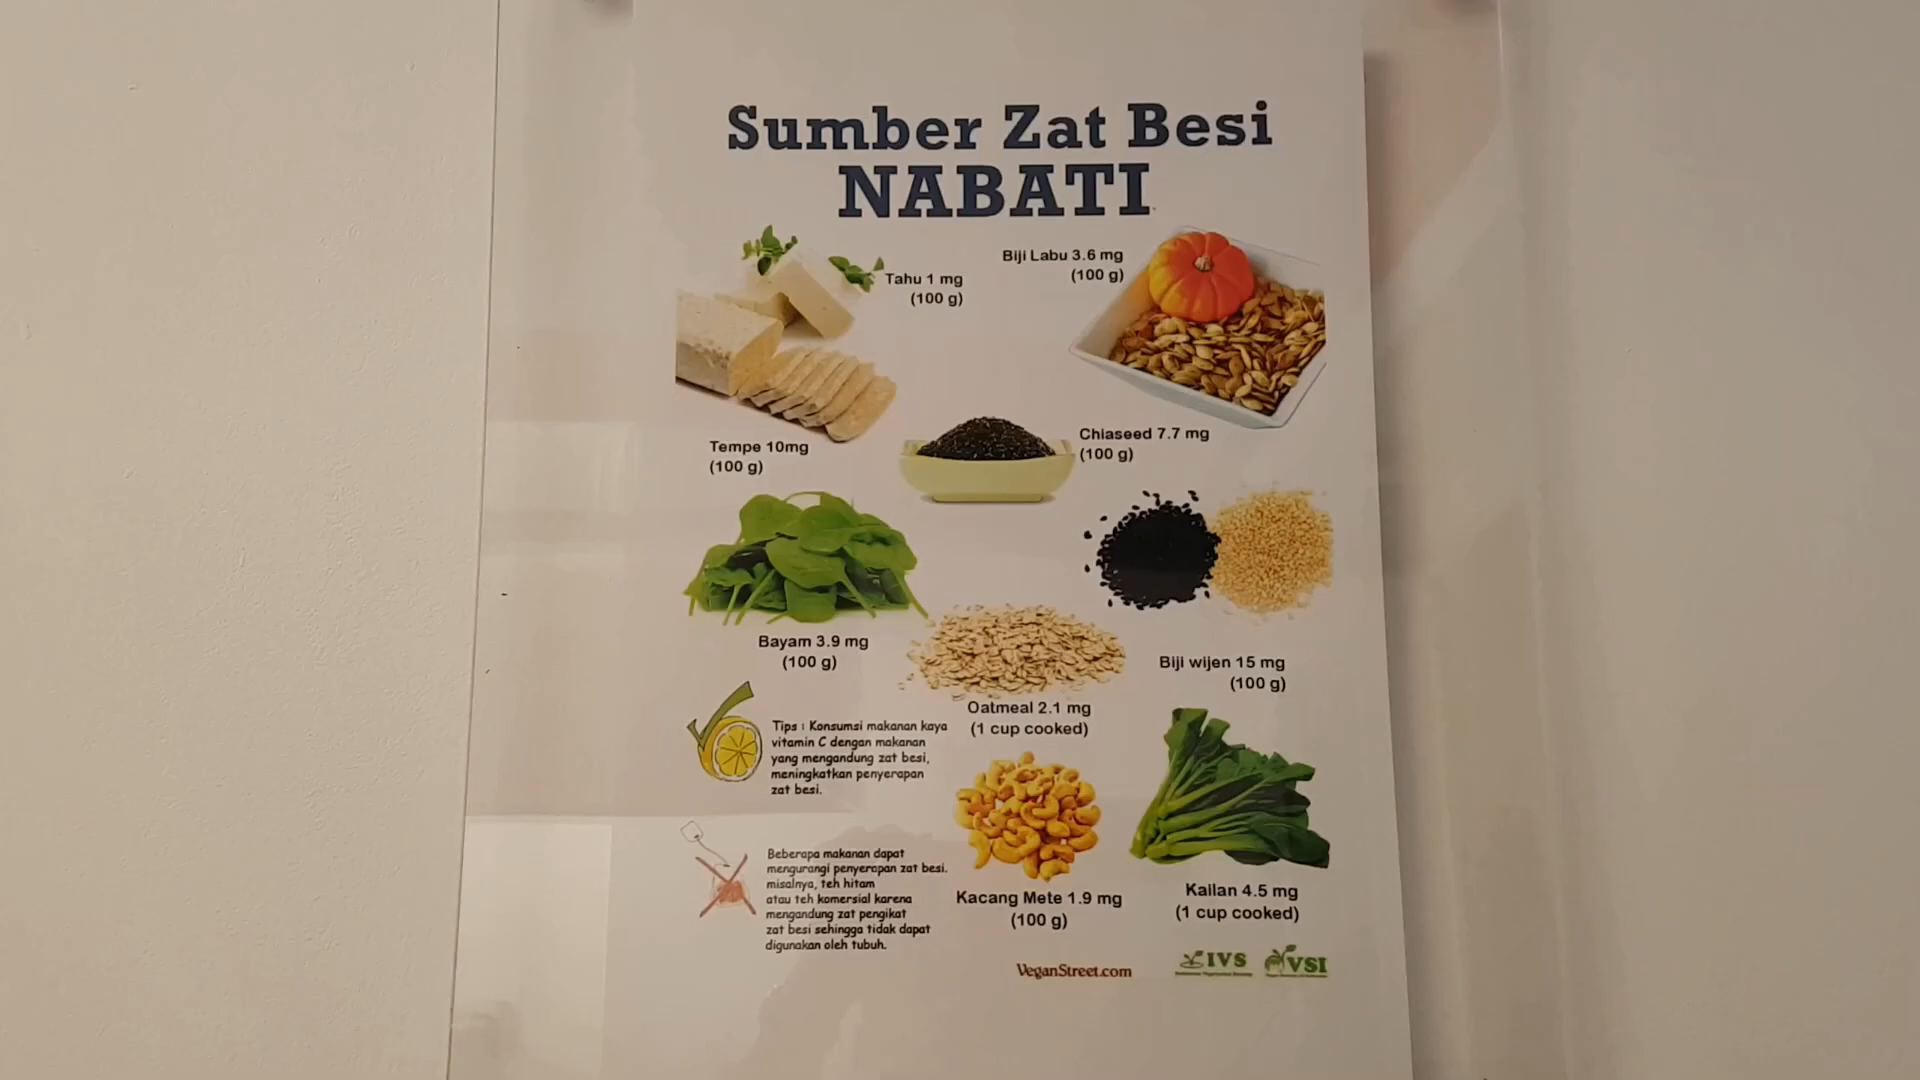 Sumber Zat Besi
NABATI
Tahu 1 mg
(100 g)
Biji Labu 3.6 mg
(100 g)
Tempe 10mg
(100 g)
Chiaseed 7.7 mg
(100 g)
Bayam 3.9 mg
(100 g)
Biji wijen 15 mg
(100 g)
Oatmeal 2.1 mg
(1 cup cooked)
Tips : Konsumsi makanan kaya
vitamin C dengan makanan
yang mengandung zat besi,
meningkatkan penyerapan
zat besi.
Beberapa makanan dapat
mengurangi penyerapan zat besi.
misalnya, teh hitam
atau teh komersial karena
mengandung zat pengikat
zat besi sehingga tidak dapat
digunakan oleh tubuh.
Kacang Mete 1.9 mg
(100 g)
Kailan 4.5 mg
(1 cup cooked)
VeganStreet.com
IVS
VSI